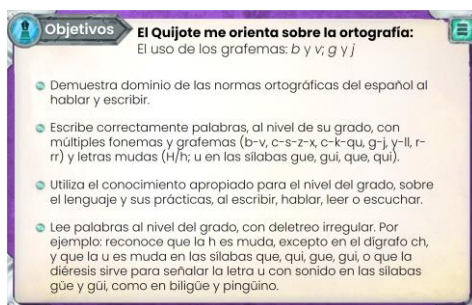 Objetivos
El Quijote me orienta sobre la ortografía:
El uso de los grafemas: b y v; g y j
Demuestra dominio de las normas ortográficas del español al
hablar y escribir.
Escribe correctamente palabras, al nivel de su grado, con
múltiples fonemas y grafemas (b-v, c-s-z-x, c-k-qu, g-j, y-ll, r-
rr) y letras mudas (H/h; u en las sílabas gue, gui, que, qui).
Utiliza el conocimiento apropiado para el nivel del grado, sobre
el lenguaje y sus prácticas, al escribir, hablar, leer o escuchar.
Lee palabras al nivel del grado, con deletreo irregular. Por
ejemplo: reconoce que la h es muda, excepto en el dígrafo ch,
y que la u es muda en las sílabas que, qui, gue, gui, o que la
diéresis sirve para señalar la letra u con sonido en las sílabas
güe y güi, como en biligüe y pingüino.